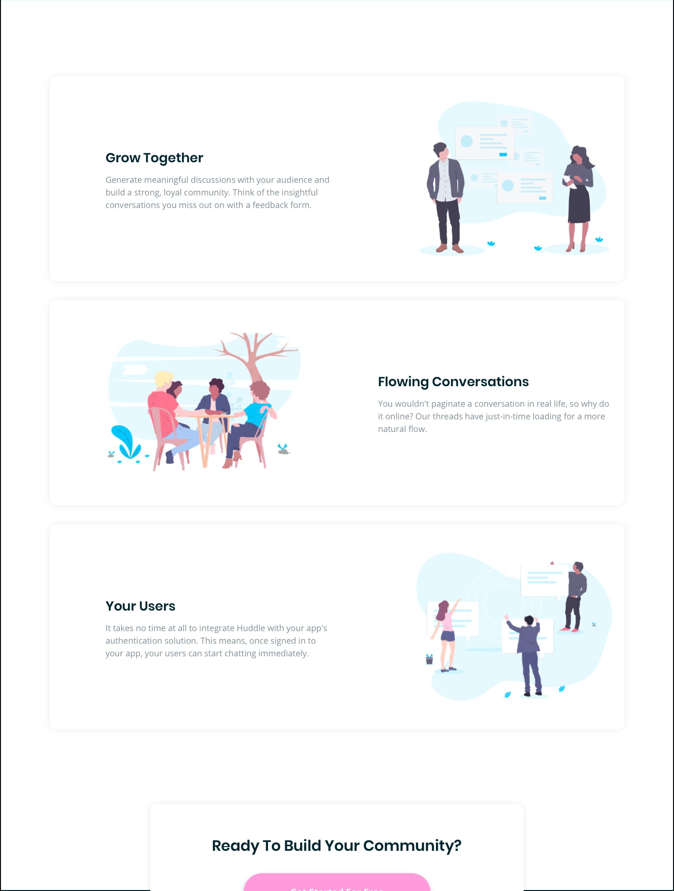 Grow Together
Generate meaningful discussions with your audience and
build a strong, loyal community. Think of the insightful
conversations you miss out on with a feedback form.
Flowing Conversations
You wouldn't paginate a conversation in real life, so why do
it online? Our threads have just-in-time loading for a more
natural flow.
Your Users
It takes no time at all to integrate Huddle with your app's
authentication solution. This means, once signed in to
your app, your users can start chatting immediately.
Ready To Build Your Community?
Get Started For Free